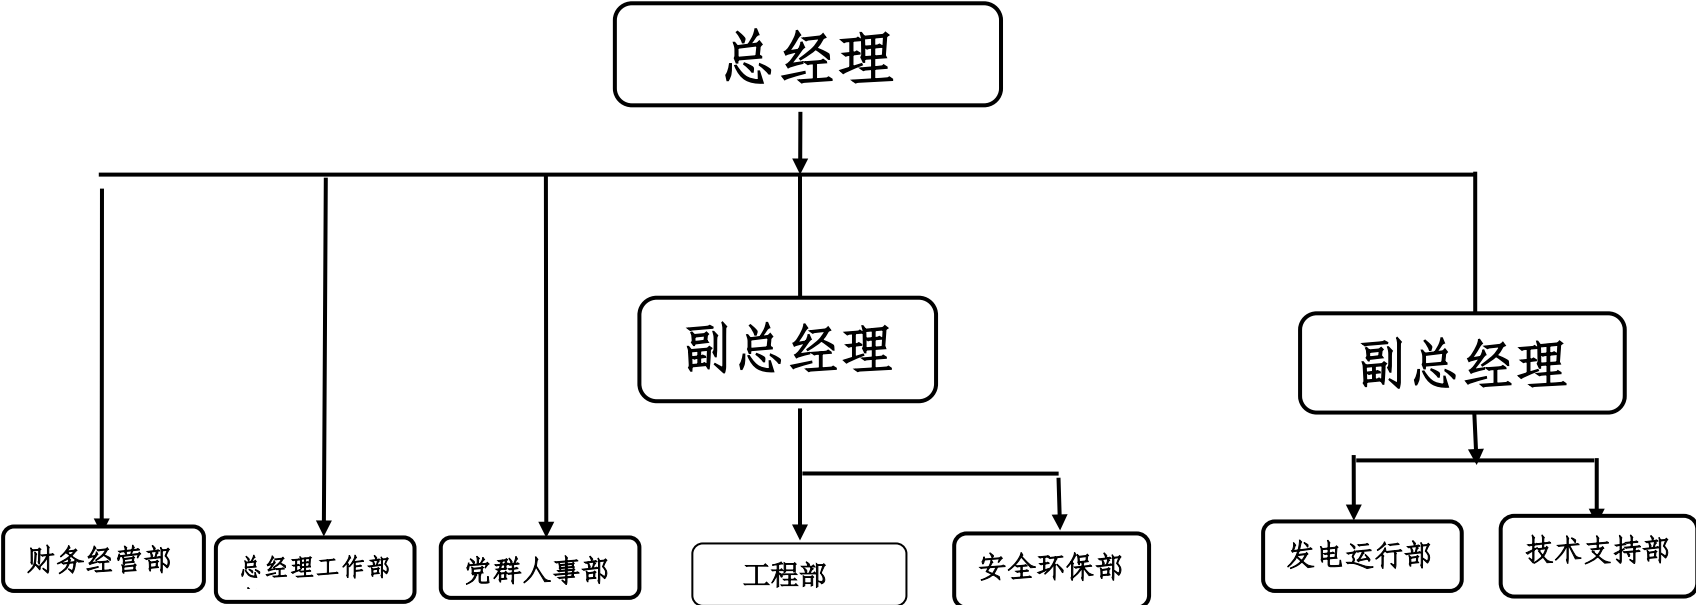 总经理
副总经理
副总经理
财务经营部
总经理工作部
党群人事部
工程部
安全环保部
发电运行部
技术支持部